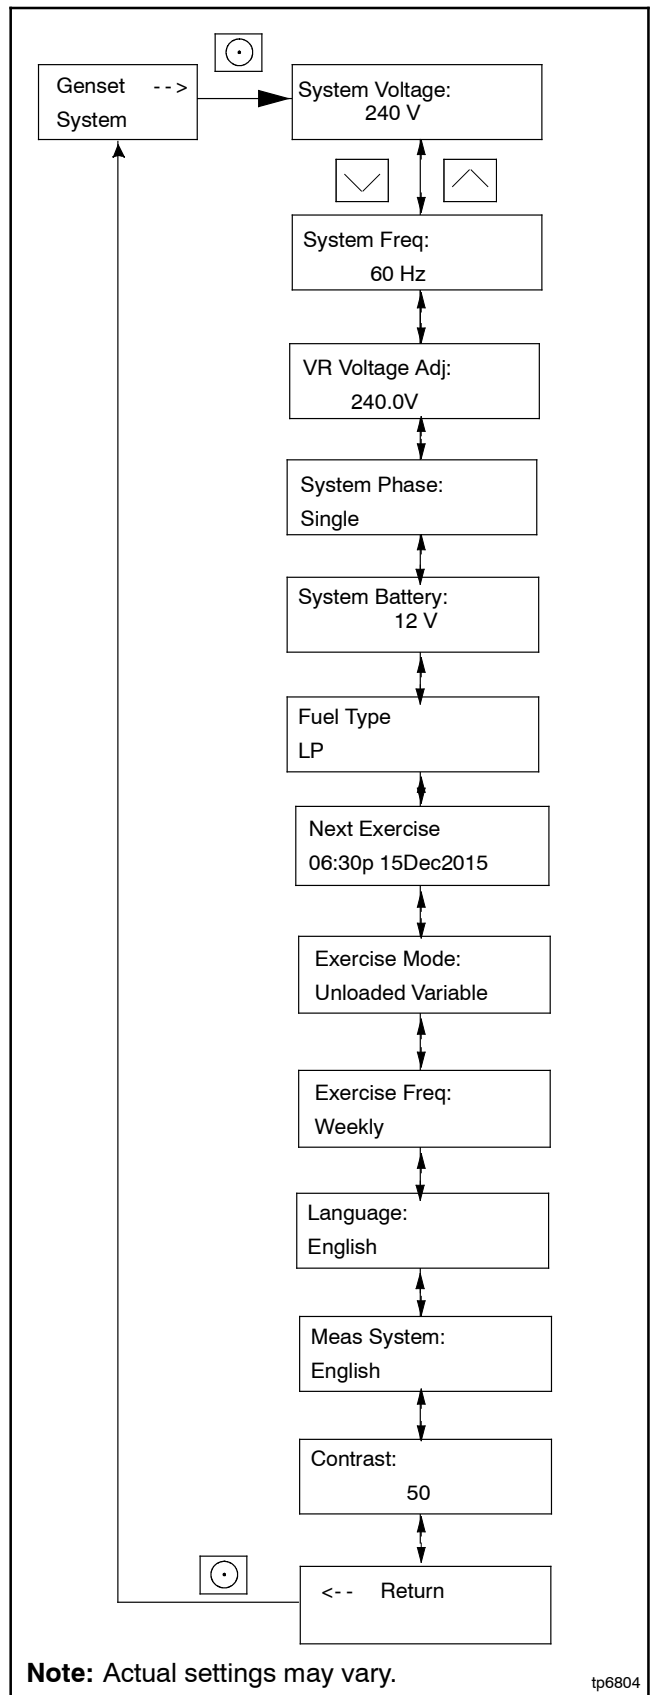 Genset -->
System
System Voltage:
240 V
System Freq:
60 Hz
VR Voltage Adj:
240.0V
System Phase:
Single
System Battery:
12 V
Fuel Type
LP
Next Exercise
06:30p 15Dec2015
Exercise Mode:
Unloaded Variable
Exercise Freq:
Weekly
Language:
English
Meas System:
English
Contrast:
50
<-- Return
Note: Actual settings may vary.
tp6804